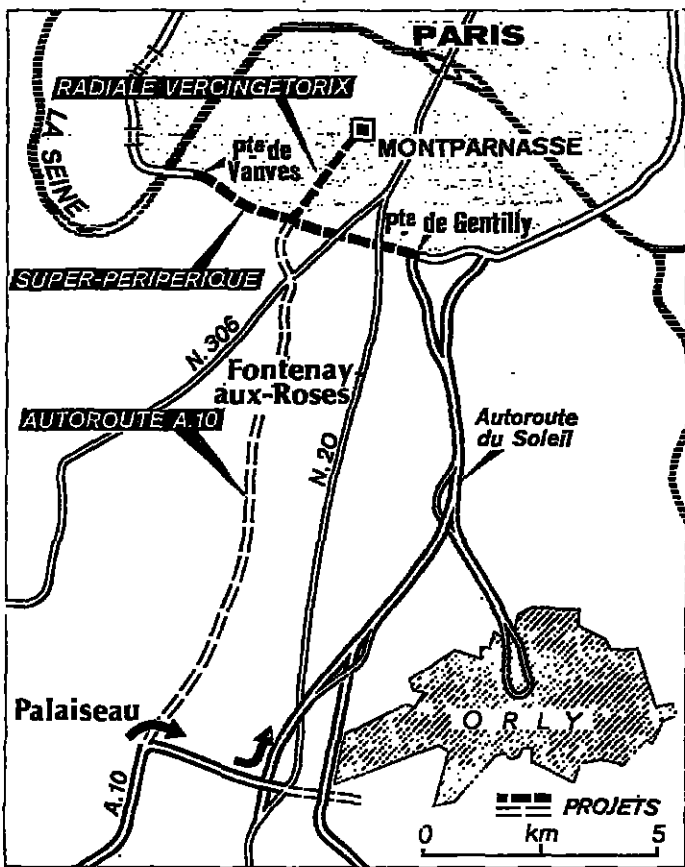 PARIS
RADIALE VERCINGETORIX
LA SEINE
MONTPARNASSE
Pte de
Vanves
Pte de Gentilly
SUPER-PERIPERIQUE
N. 306
Fontenay
aux-Roses
AUTOROUTE A.10
N. 20
Autoroute
du Soleil
Palaiseau
ORLY
A.10
PROJETS
0 km 5